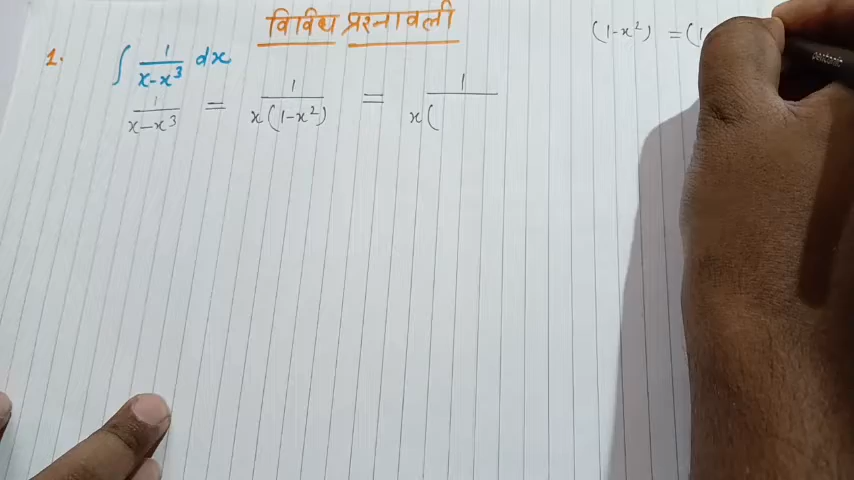 विविध प्रश्नावली
(1-x²) = (1
1. ∫ 1/(x-x³) dx
1/(x-x³) = 1/(x(1-x²)) = 1/(x(